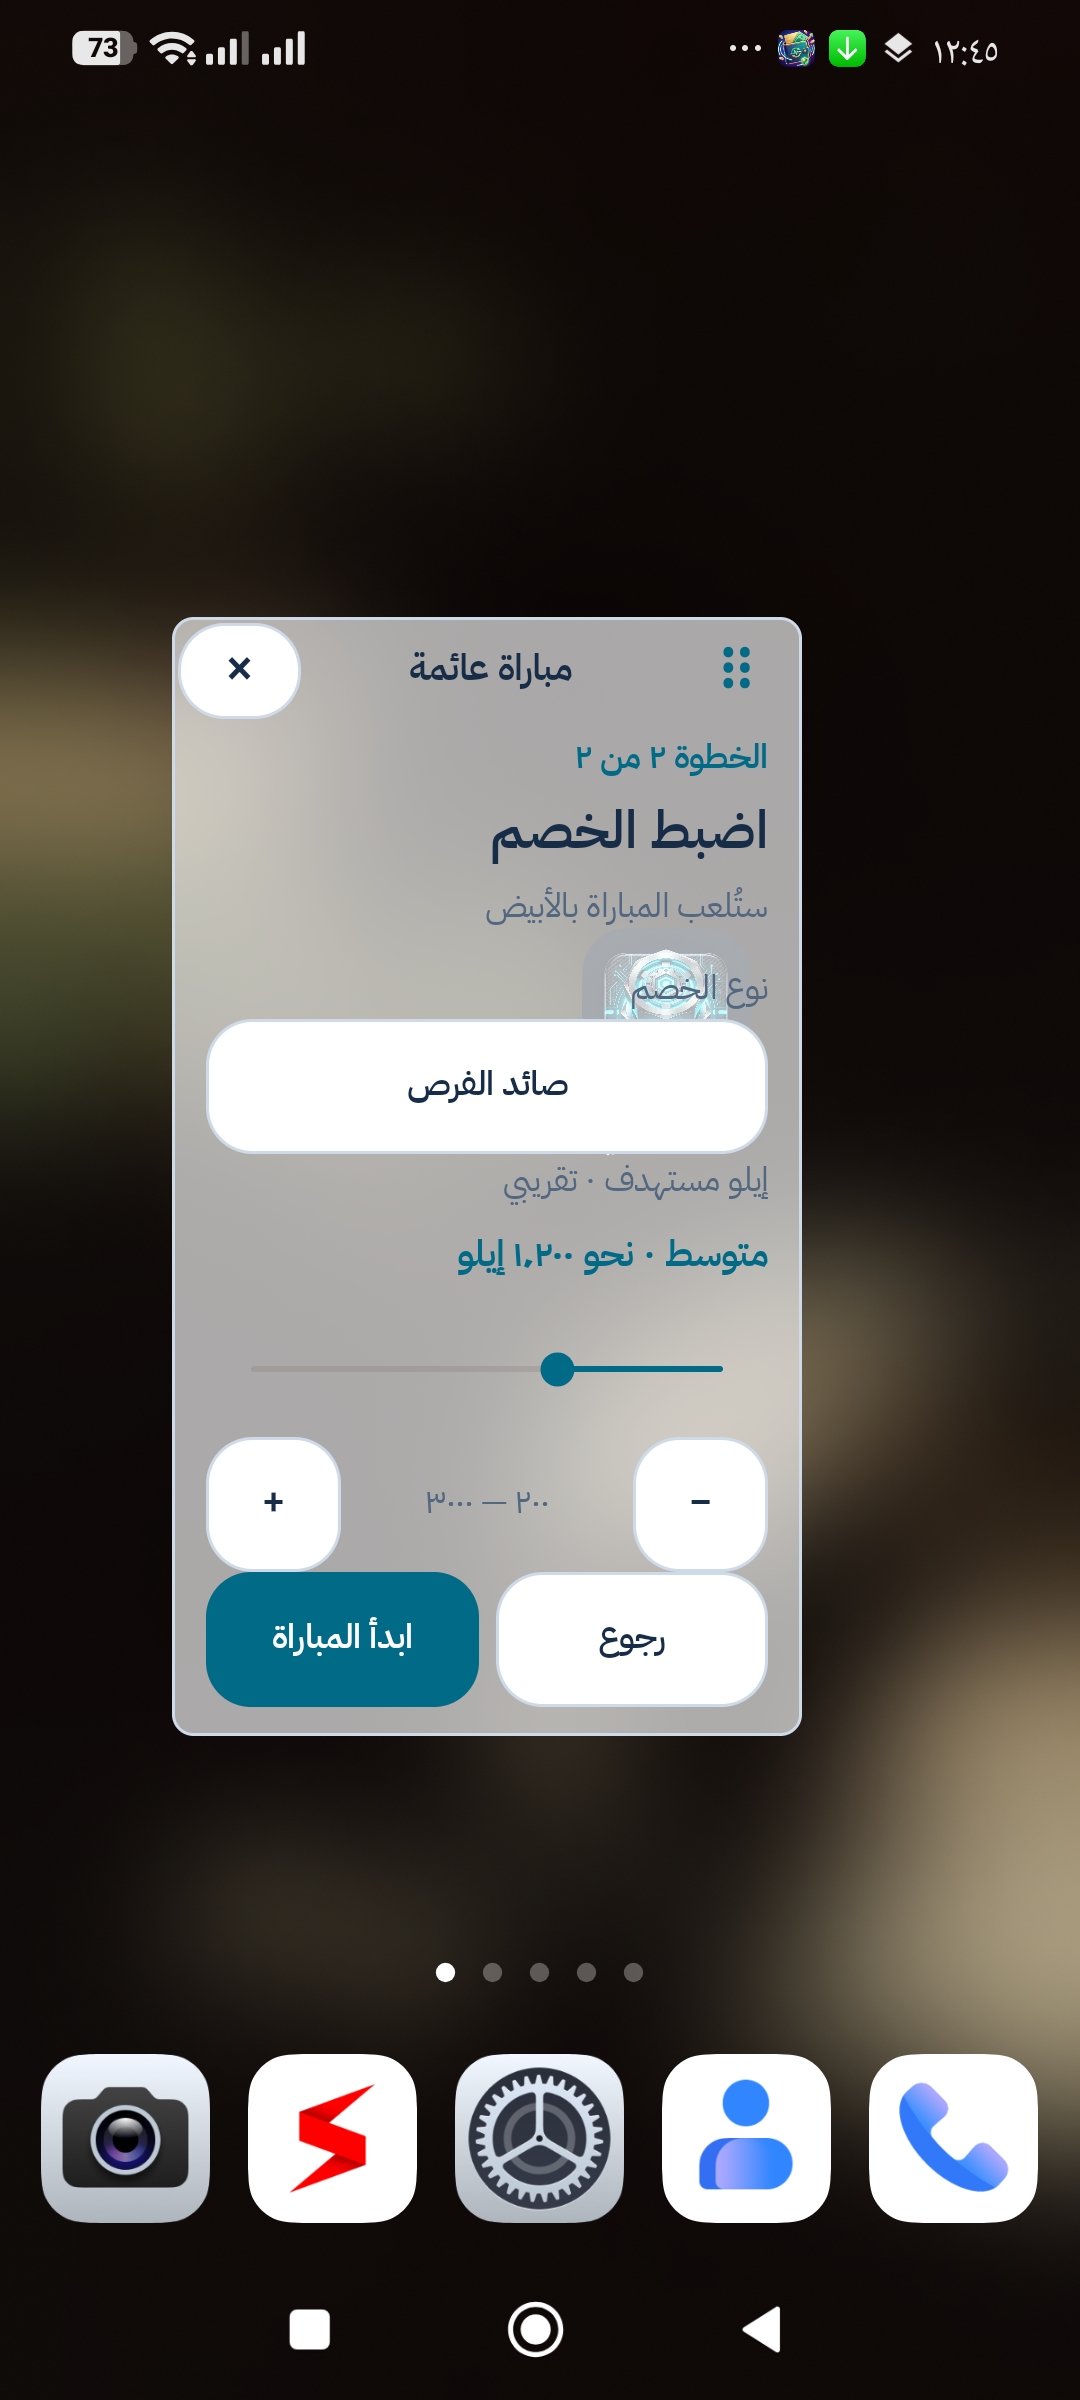 73
١٢:٤٥
مباراة عائمة
×
الخطوة ٢ من ٢
اضبط الخصم
ستُلعب المباراة بالأبيض
نوع الخصم
صائد الفرص
إيلو مستهدف · تقريبي
متوسط · نحو ١٬٢٠٠ إيلو
−
٢٠٠ — ٣٠٠٠
+
رجوع
ابدأ المباراة